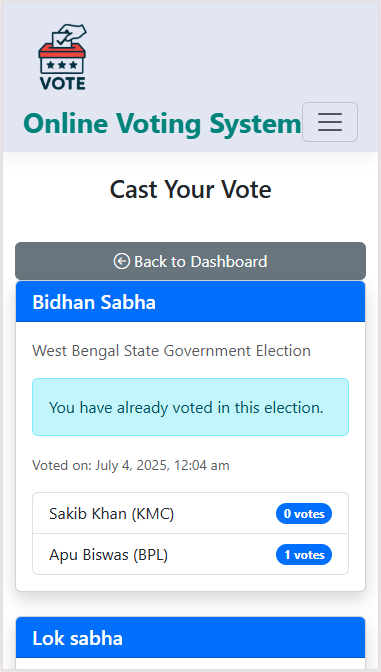 VOTE
Online Voting System
Cast Your Vote
Back to Dashboard
Bidhan Sabha
West Bengal State Government Election
You have already voted in this election.
Voted on: July 4, 2025, 12:04 am
Sakib Khan (KMC) 0 votes
Apu Biswas (BPL) 1 votes
Lok sabha